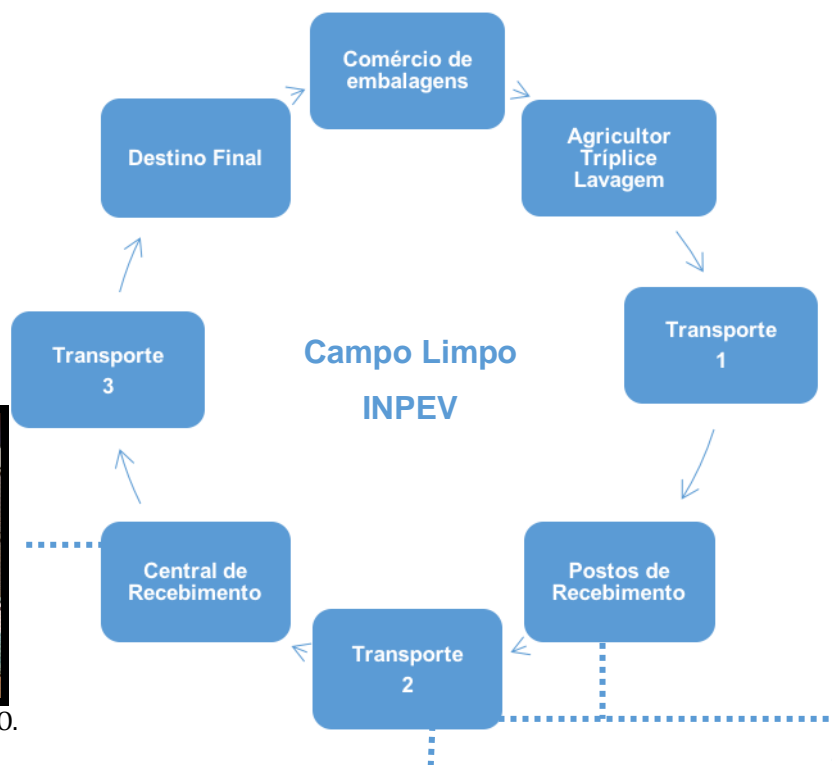 Comércio de
embalagens
Agricultor
Tríplice
Lavagem
Transporte
1
Postos de
Recebimento
Transporte
2
Central de
Recebimento
Transporte
3
Destino Final
Campo Limpo
INPEV
O.